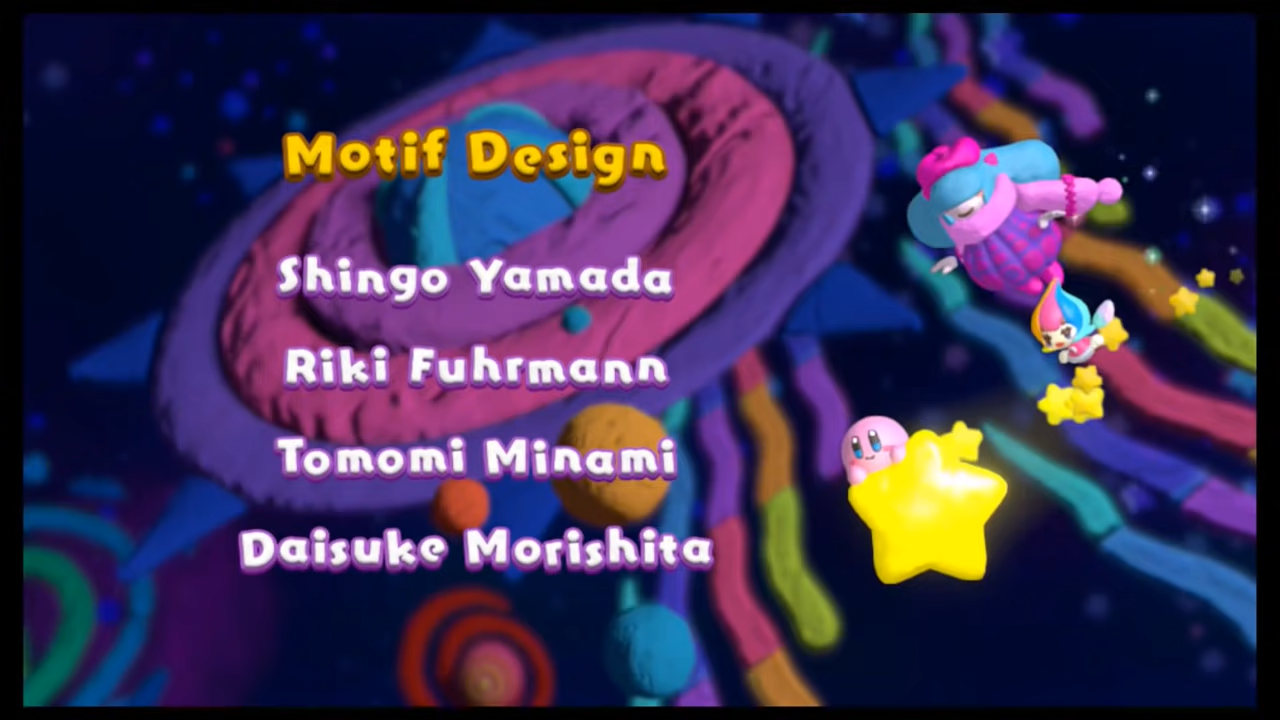 Motif Design
Shingo Yamada
Riki Fuhrmann
Tomomi Minami
Daisuke Morishita